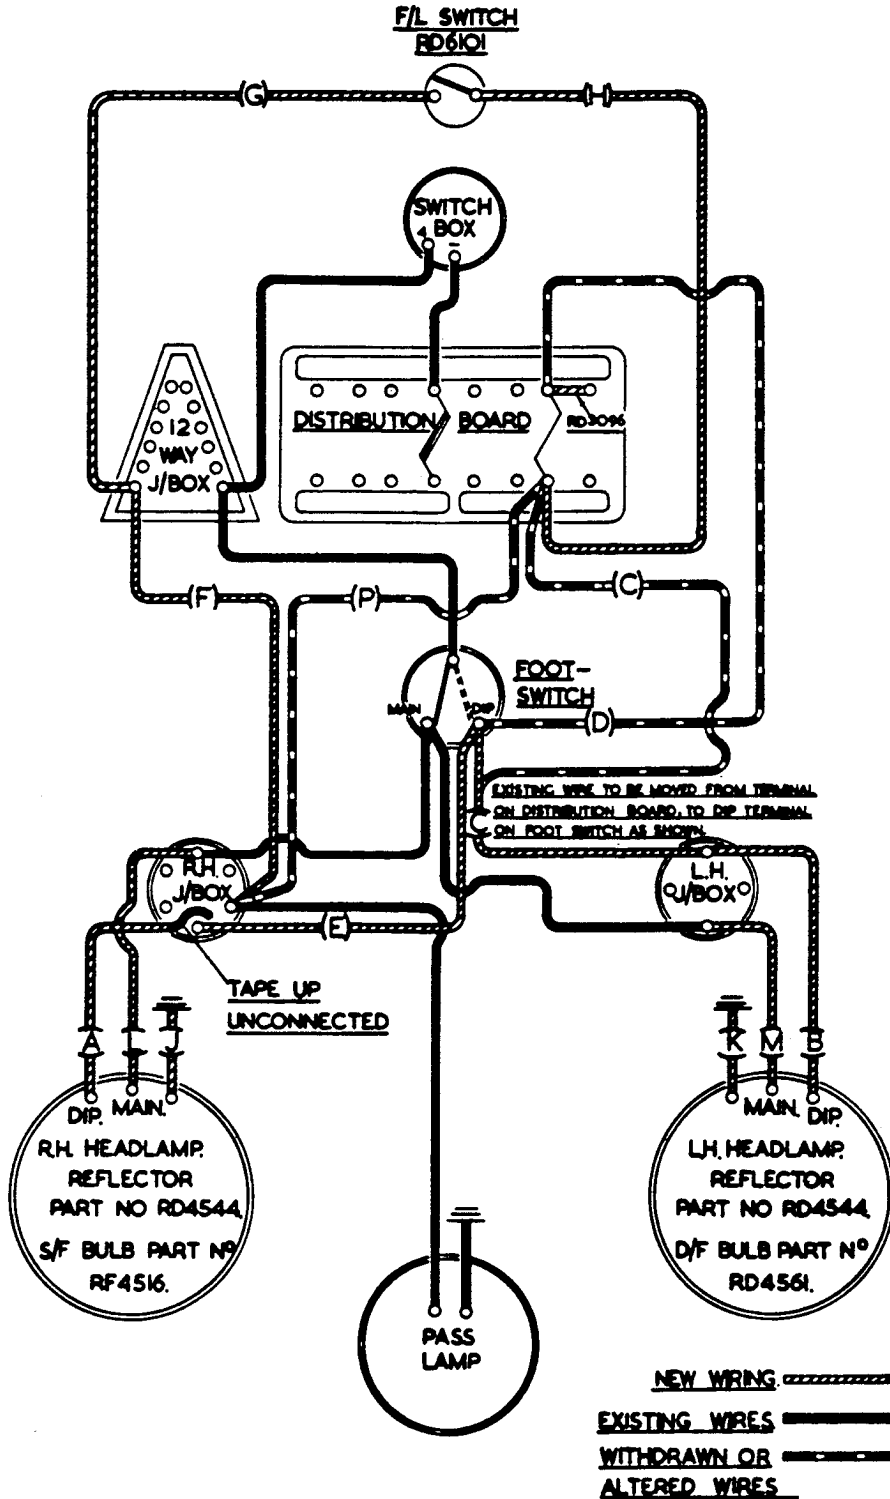 F/L SWITCH
RD6101
(G)
(H)
SWITCH
BOX
4
–
DISTRIBUTION BOARD
RD3096
12
WAY
J/BOX
(F)
(P)
(C)
FOOT-
SWITCH
MAIN
DIP
(D)
EXISTING WIRE TO BE MOVED FROM TERMINAL
ON DISTRIBUTION BOARD, TO DIP TERMINAL
ON FOOT SWITCH AS SHOWN.
(C)
R.H.
J/BOX
L.H.
J/BOX
(E)
TAPE UP
UNCONNECTED
A
L
J
K
M
B
DIP. MAIN.
R.H. HEADLAMP.
REFLECTOR
PART NO RD4544.
S/F BULB PART Nº
RF4516.
MAIN. DIP.
L.H. HEADLAMP.
REFLECTOR
PART NO RD4544.
D/F BULB PART Nº
RD4561.
PASS
LAMP
NEW WIRING.
EXISTING WIRES
WITHDRAWN OR
ALTERED WIRES